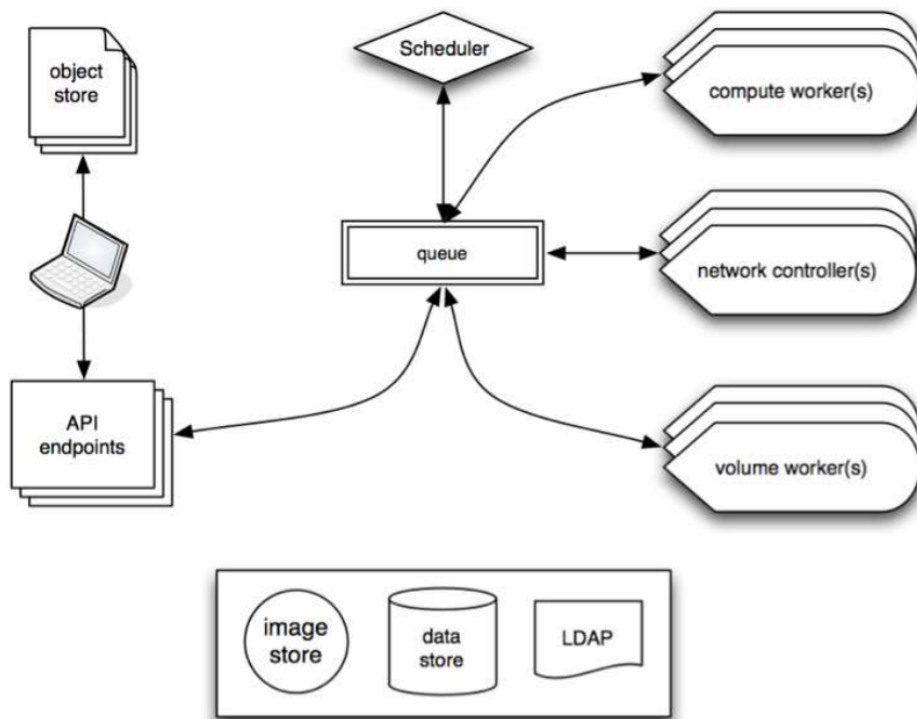 object
store
Scheduler
compute worker(s)
queue
network controller(s)
API
endpoints
volume worker(s)
image
store
data
store
LDAP